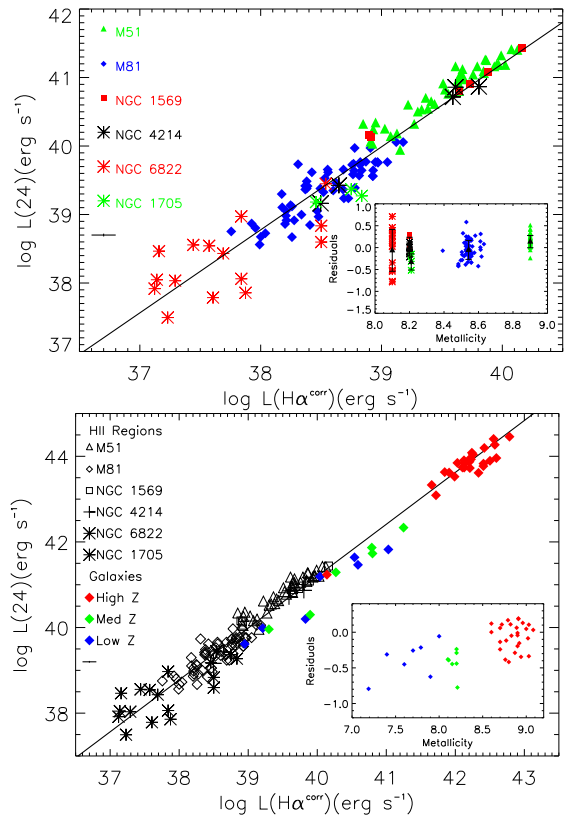 42
41
40
39
38
37
log L(24)(erg s⁻¹)
M51
M81
NGC 1569
NGC 4214
NGC 6822
NGC 1705
1.0
0.5
0.0
−0.5
−1.0
−1.5
Residuals
8.0 8.2 8.4 8.6 8.8 9.0
Metallicity
37 38 39 40
log L(Hα^corr)(erg s⁻¹)
44
42
40
38
log L(24)(erg s⁻¹)
HII Regions
M51
M81
NGC 1569
NGC 4214
NGC 6822
NGC 1705
Galaxies
High Z
Med Z
Low Z
0.0
−0.5
−1.0
Residuals
7.0 7.5 8.0 8.5 9.0
Metallicity
37 38 39 40 41 42 43
log L(Hα^corr)(erg s⁻¹)